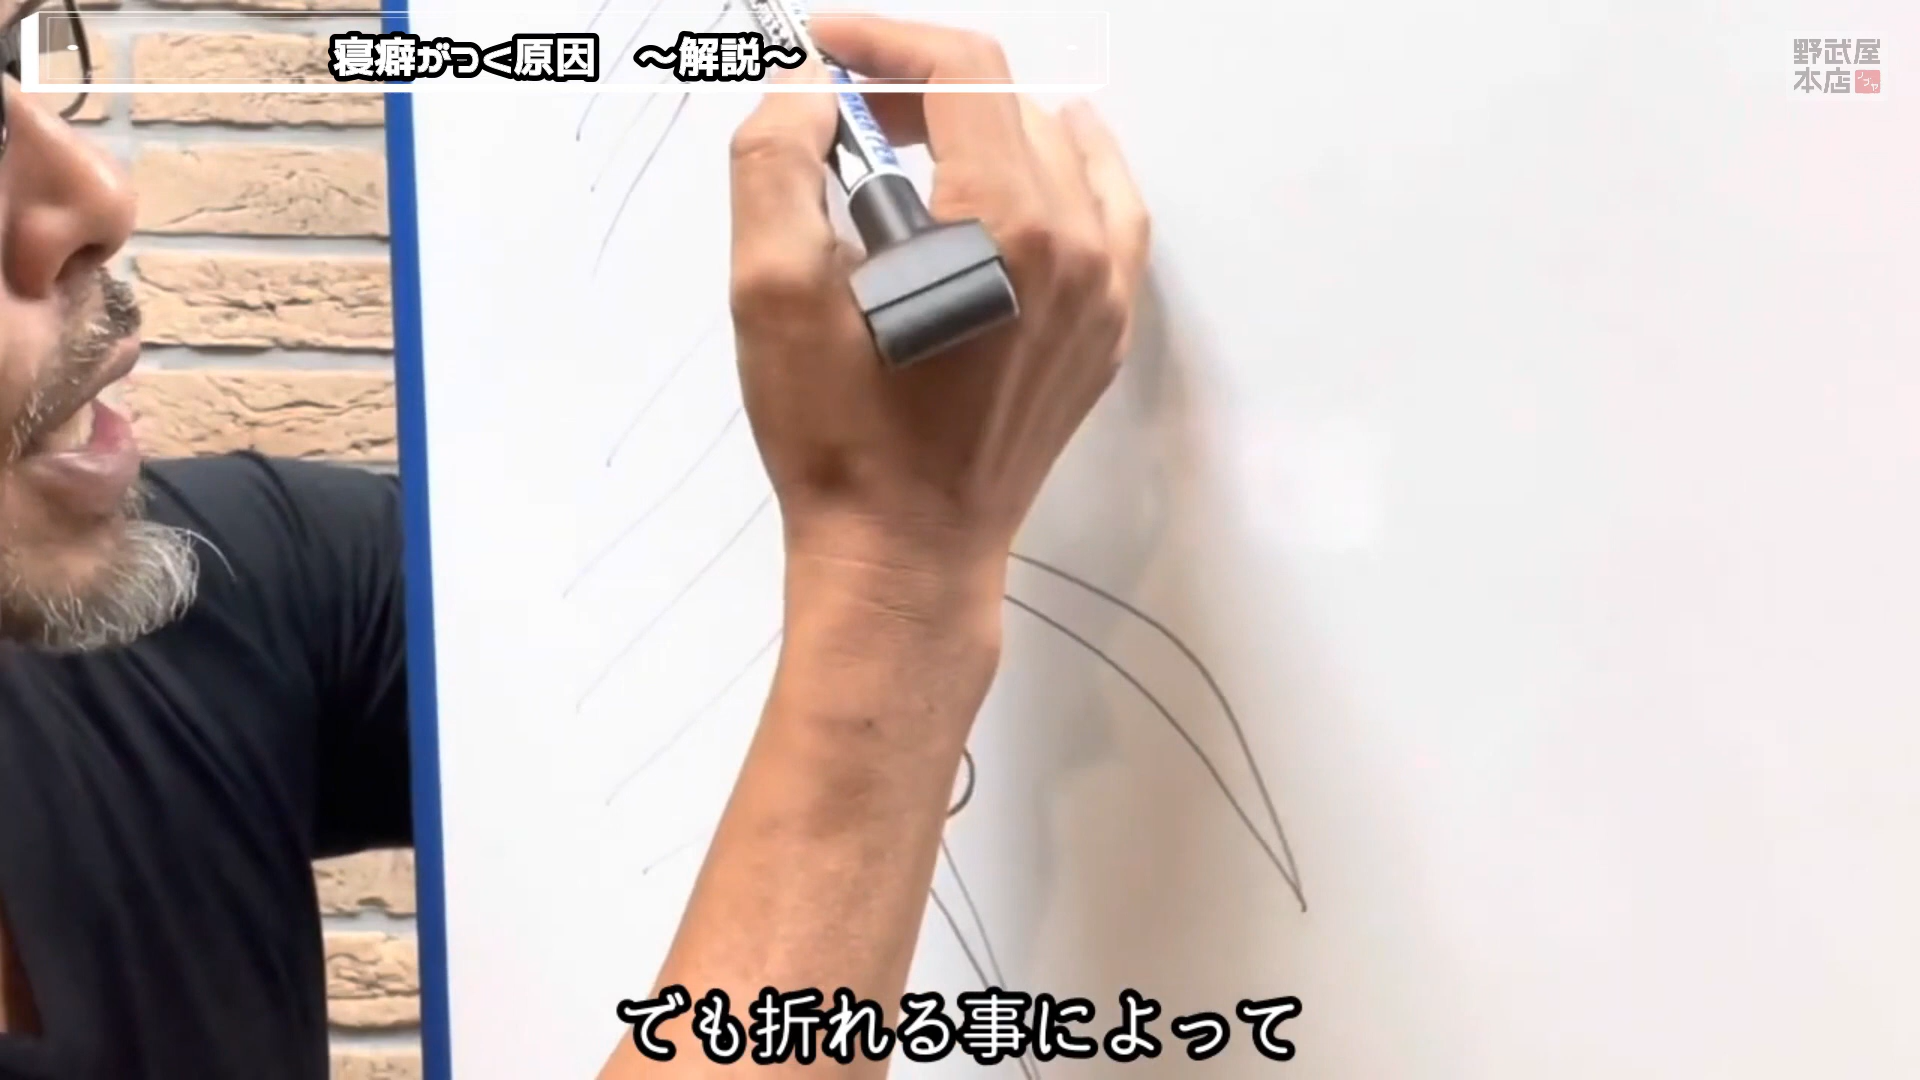 寝癖がつく原因　～解説～
野武屋
本店
でも折れる事によって